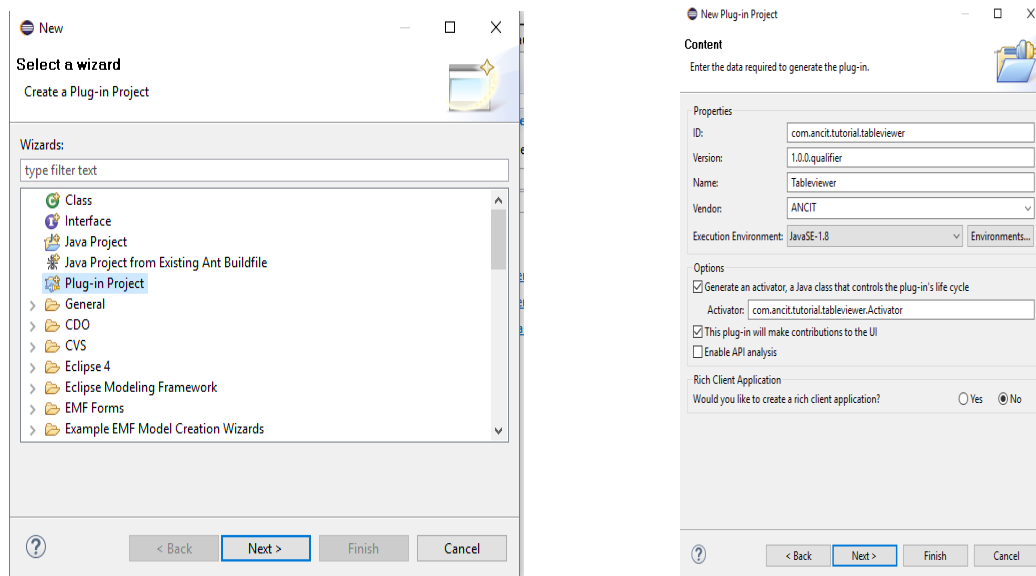 New
Select a wizard
Create a Plug-in Project
Wizards:
type filter text
Class
Interface
Java Project
Java Project from Existing Ant Buildfile
Plug-in Project
General
CDO
CVS
Eclipse 4
Eclipse Modeling Framework
EMF Forms
Example EMF Model Creation Wizards
< Back Next > Finish Cancel
New Plug-in Project
Content
Enter the data required to generate the plug-in.
Properties
ID: com.ancit.tutorial.tableviewer
Version: 1.0.0.qualifier
Name: Tableviewer
Vendor: ANCIT
Execution Environment: JavaSE-1.8 Environments...
Options
Generate an activator, a Java class that controls the plug-in's life cycle
Activator: com.ancit.tutorial.tableviewer.Activator
This plug-in will make contributions to the UI
Enable API analysis
Rich Client Application
Would you like to create a rich client application? Yes No
< Back Next > Finish Cancel